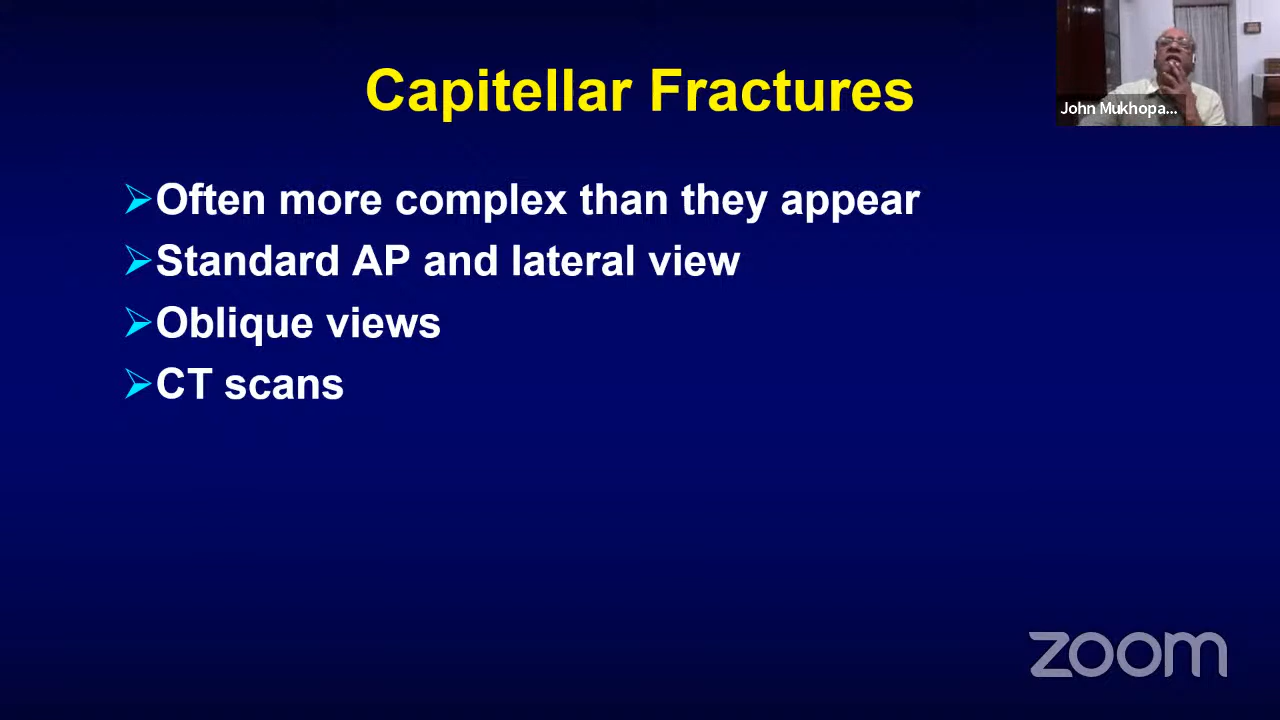 Capitellar Fractures
John Mukhopa...
➢Often more complex than they appear
➢Standard AP and lateral view
➢Oblique views
➢CT scans
zoom